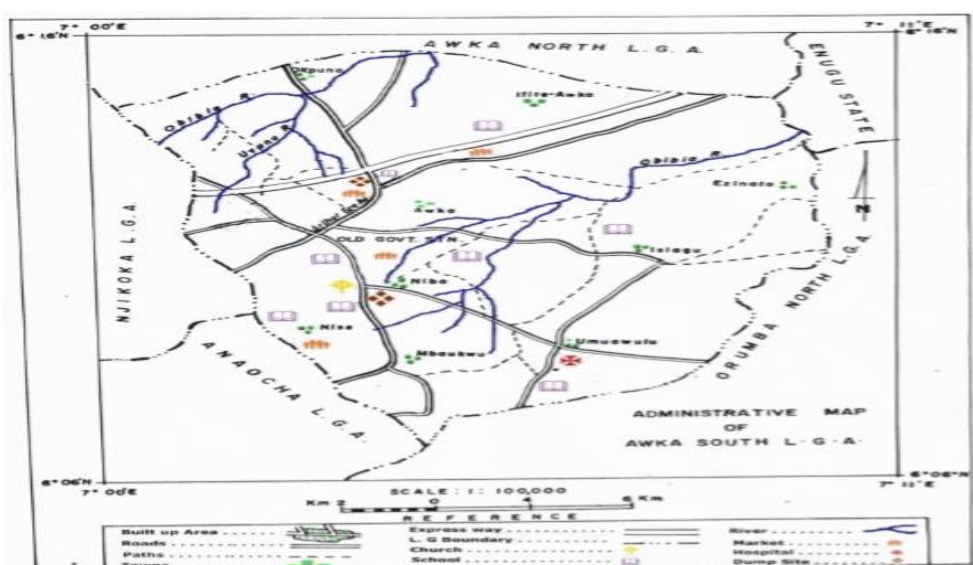 7° 00'E
7° 11'E
6° 16'N
6° 16'N
AWKA NORTH L.G.A.
ENUGU STATE
Okpuno
Ifite-Awka
Obibia R.
Obibia R.
Ezinato
N
Awka
OLD GOVT. STN.
Isiagu
NJIKOKA L.G.A.
Nibo
ORUMBA NORTH L.G.A.
Nise
Umuawulu
Mbaukwu
ANAOCHA L.G.A.
ADMINISTRATIVE MAP
OF
AWKA SOUTH L.G.A.
6° 06'N
6° 06'N
7° 00'E
7° 11'E
SCALE: 1: 100,000
Km 2 0 4 6 Km
REFERENCE
Built up Area
Express way
River
Roads
L.G Boundary
Market
Paths
Church
Hospital
Towns
School
Dump Site